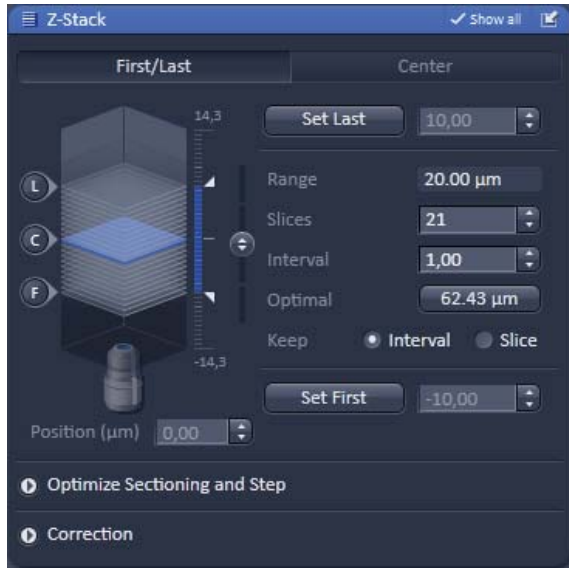 Z-Stack Show all
First/Last Center
14,3
Set Last 10,00
L
Range 20.00 µm
Slices 21
C
Interval 1,00
F
Optimal 62.43 µm
Keep Interval Slice
-14,3
Set First -10,00
Position (µm) 0,00
Optimize Sectioning and Step
Correction